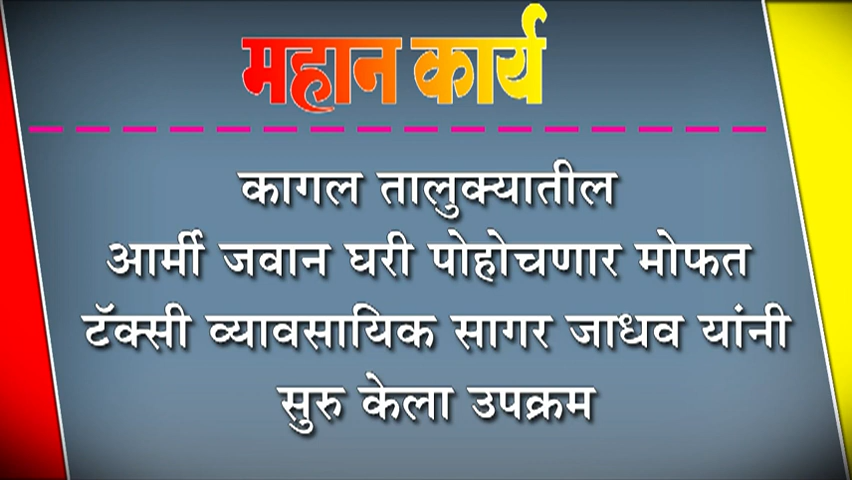 महान कार्य
कागल तालुक्यातील
आर्मी जवान घरी पोहोचणार मोफत
टॅक्सी व्यावसायिक सागर जाधव यांनी
सुरु केला उपक्रम